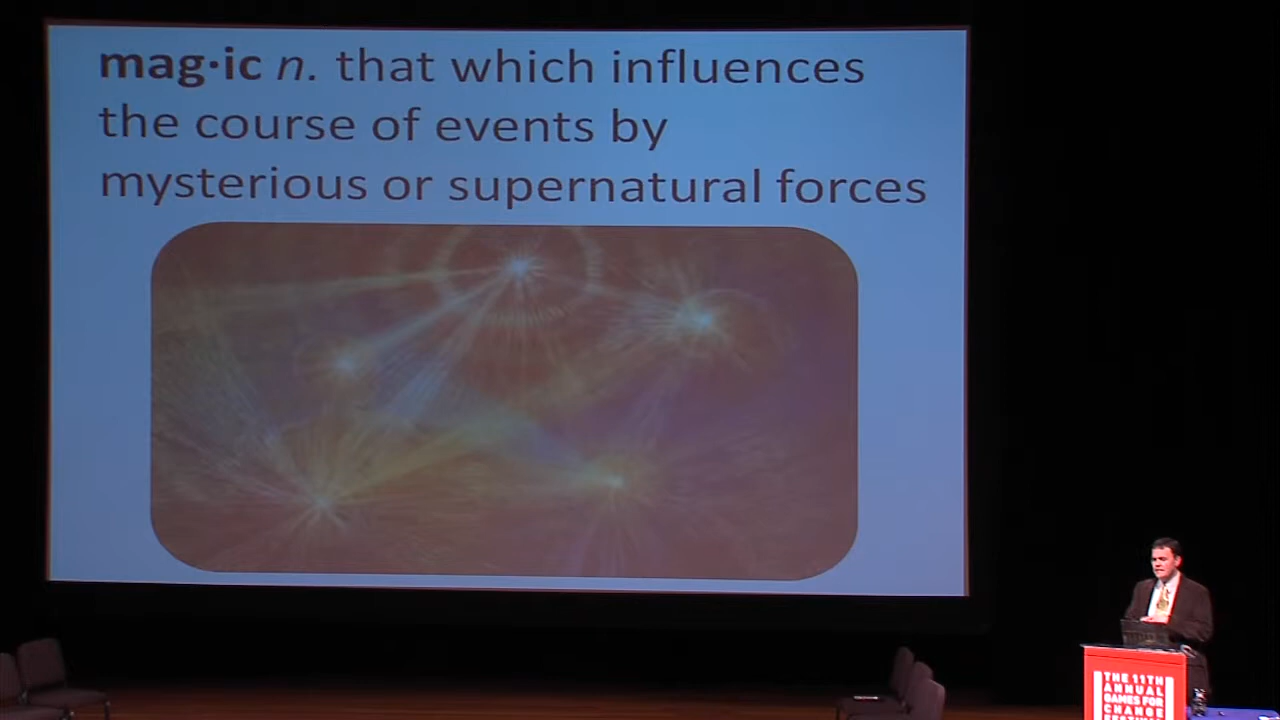 mag·ic n. that which influences
the course of events by
mysterious or supernatural forces
THE 11TH
ANNUAL
GAMES FOR
CHANGE